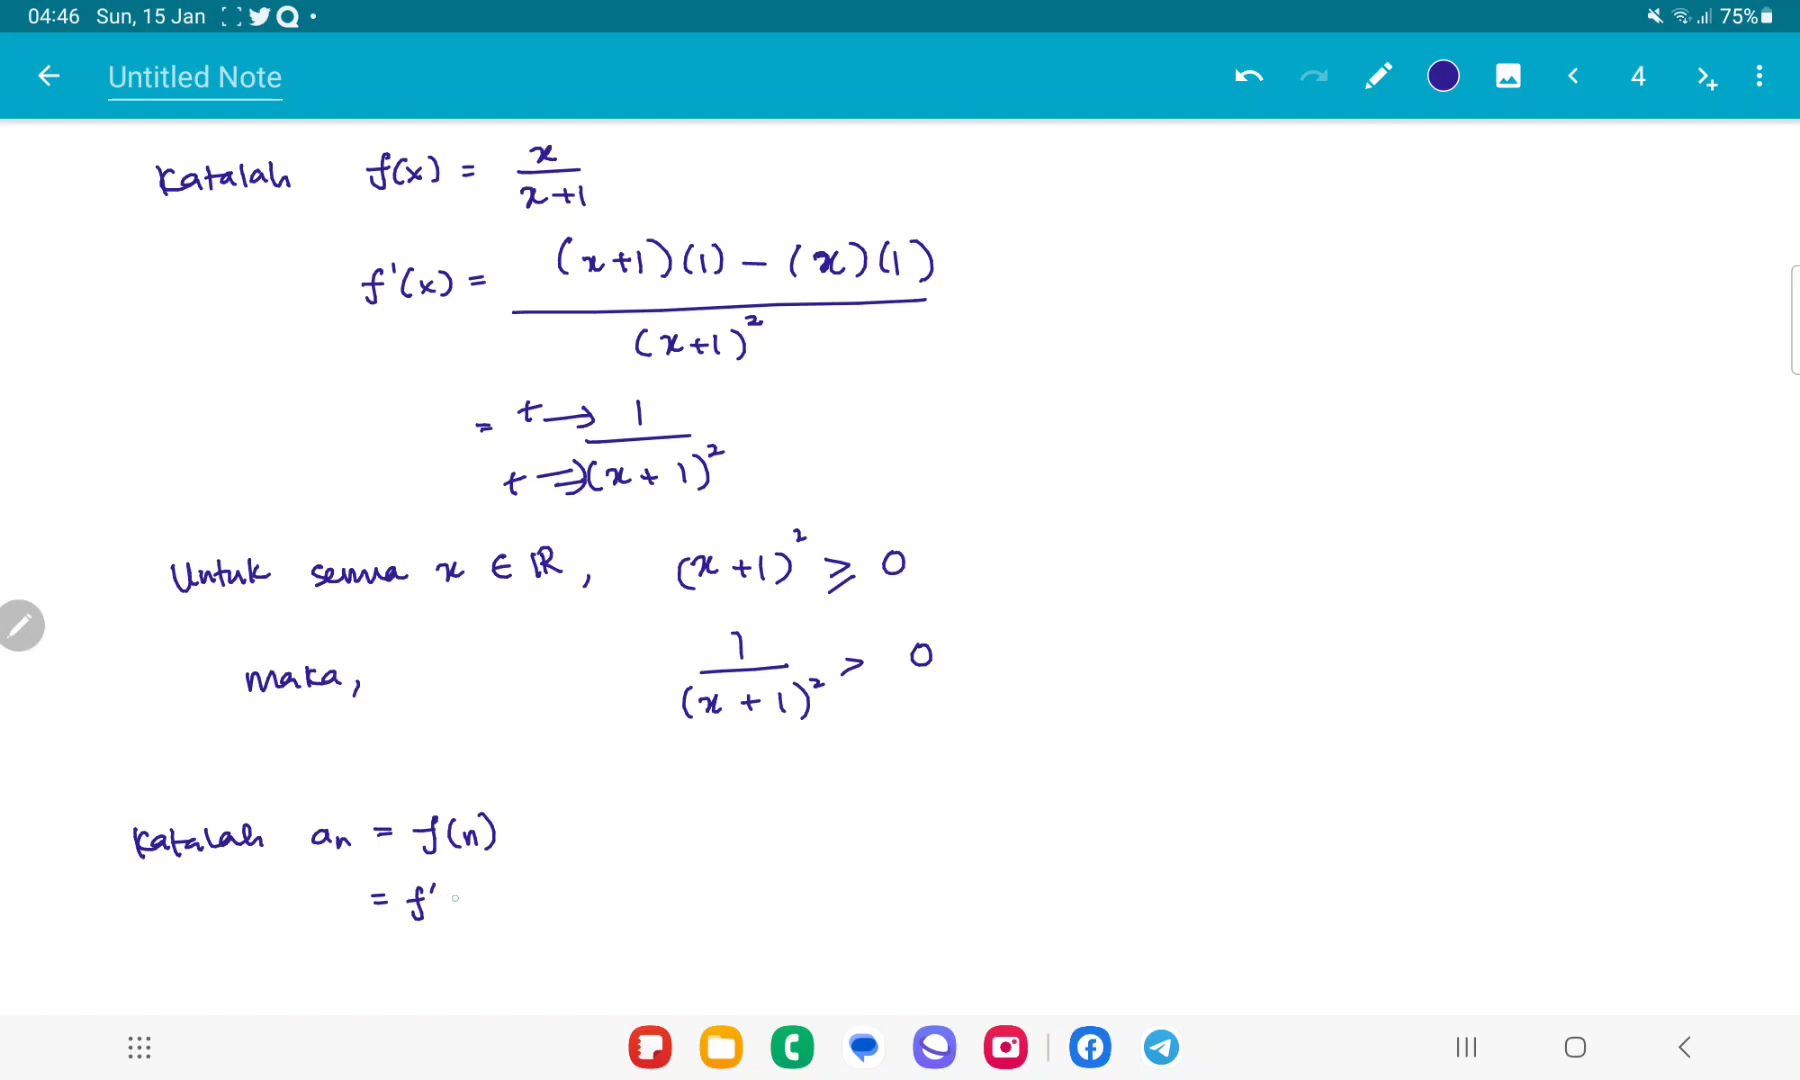 04:46 Sun, 15 Jan 75%
Untitled Note 4
Katalah f(x) = x/(x+1)
f'(x) = ((x+1)(1) - (x)(1))/(x+1)²
= + → 1 / + → (x+1)²
Untuk semua x ∈ ℝ, (x+1)² ≥ 0
maka, 1/(x+1)² > 0
Katalah aₙ = f(n)
= f'